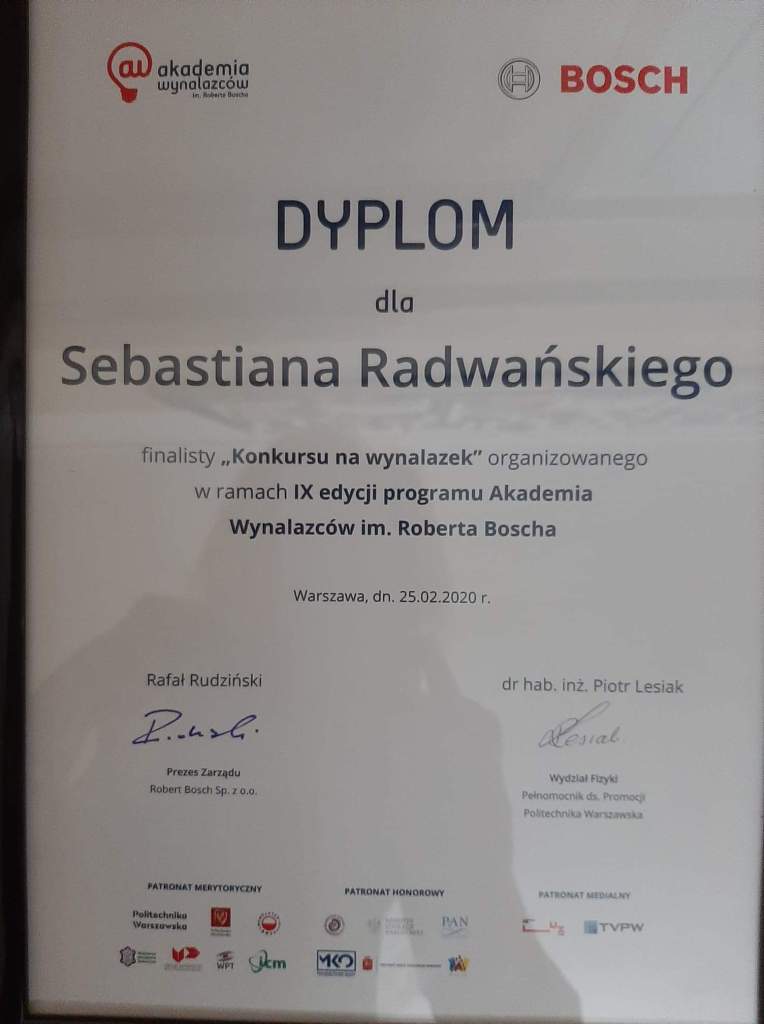 akademia
wynalazców
im. Roberta Boscha
BOSCH
DYPLOM
dla
Sebastiana Radwańskiego
finalisty „Konkursu na wynalazek” organizowanego
w ramach IX edycji programu Akademia
Wynalazców im. Roberta Boscha
Warszawa, dn. 25.02.2020 r.
Rafał Rudziński
Prezes Zarządu
Robert Bosch Sp. z o.o.
dr hab. inż. Piotr Lesiak
Wydział Fizyki
Pełnomocnik ds. Promocji
Politechnika Warszawska
PATRONAT MERYTORYCZNY
Politechnika
Warszawska
WPT
icm
PATRONAT HONOROWY
PAN
MKO
PATRONAT MEDIALNY
TVPW